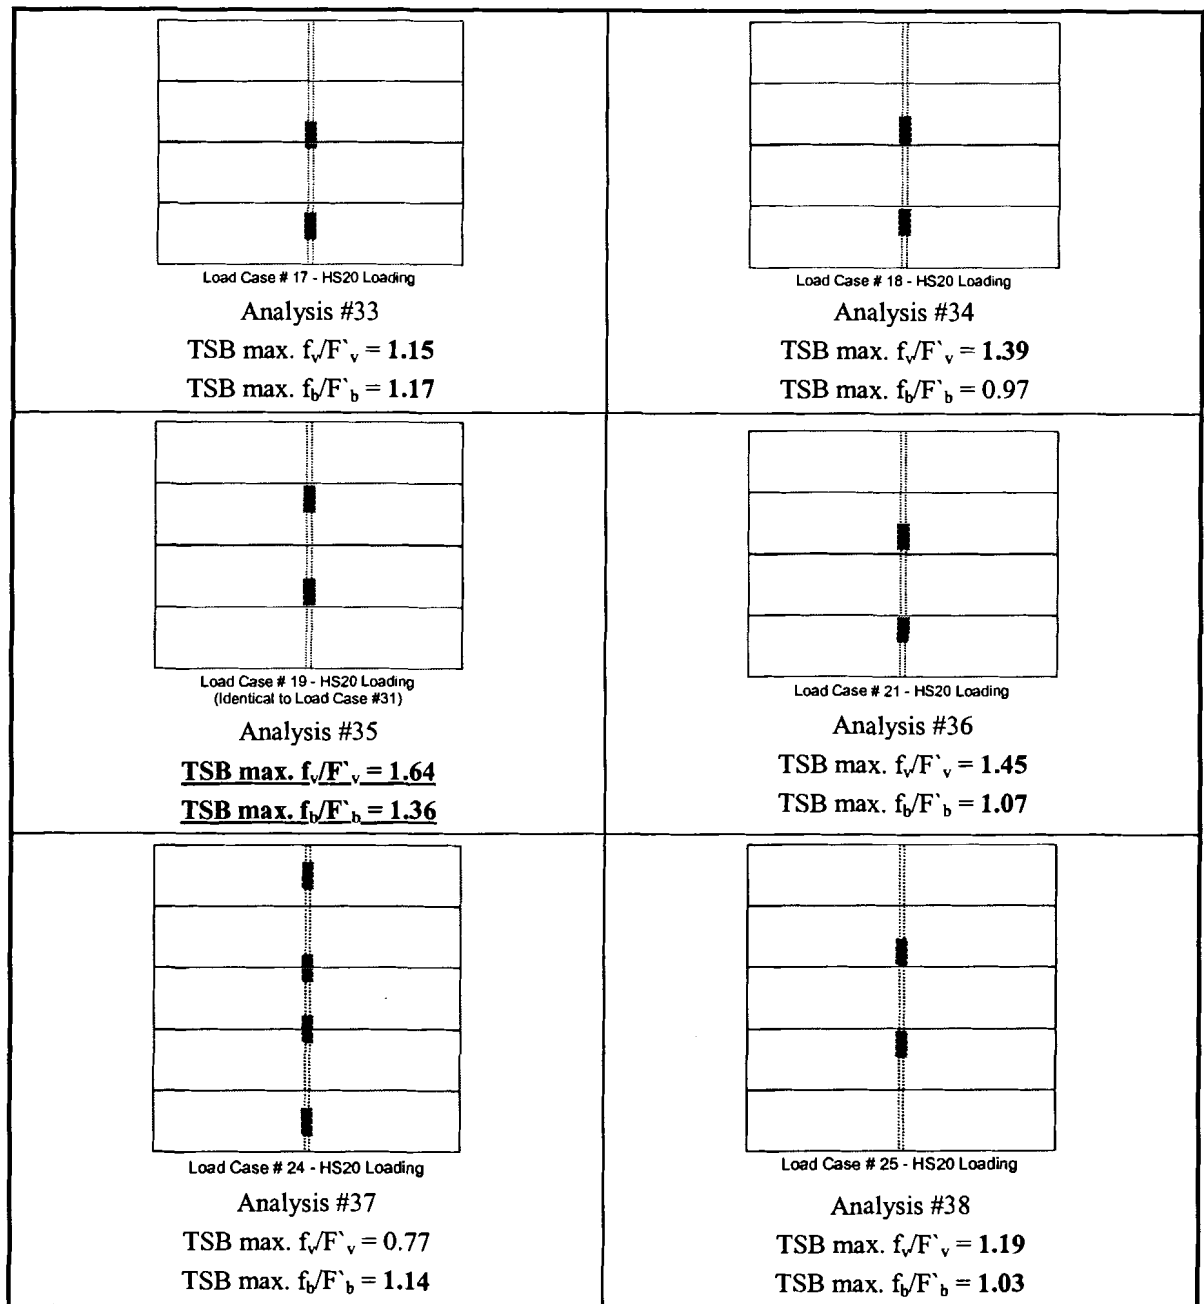 Load Case # 17 - HS20 Loading
Analysis #33
TSB max. fv/F`v = 1.15
TSB max. fb/F`b = 1.17
Load Case # 18 - HS20 Loading
Analysis #34
TSB max. fv/F`v = 1.39
TSB max. fb/F`b = 0.97
Load Case # 19 - HS20 Loading
(Identical to Load Case #31)
Analysis #35
TSB max. fv/F`v = 1.64
TSB max. fb/F`b = 1.36
Load Case # 21 - HS20 Loading
Analysis #36
TSB max. fv/F`v = 1.45
TSB max. fb/F`b = 1.07
Load Case # 24 - HS20 Loading
Analysis #37
TSB max. fv/F`v = 0.77
TSB max. fb/F`b = 1.14
Load Case # 25 - HS20 Loading
Analysis #38
TSB max. fv/F`v = 1.19
TSB max. fb/F`b = 1.03